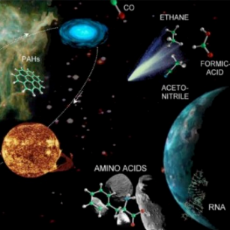 CO
ETHANE
PAHs
FORMIC-
ACID
ACETO-
NITRILE
AMINO ACIDS
RNA